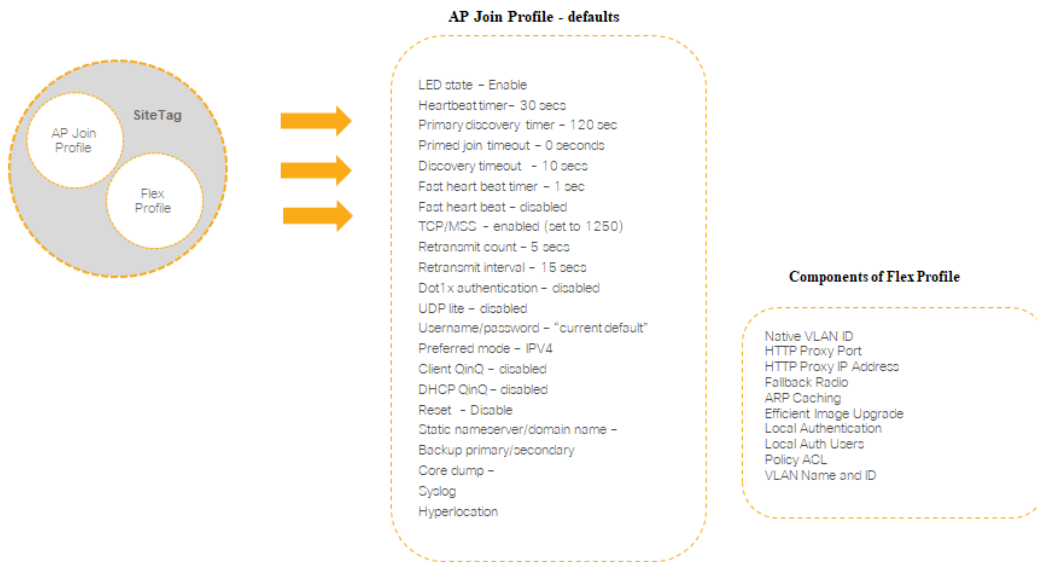 AP Join Profile - defaults
SiteTag
AP Join
Profile
Flex
Profile
LED state – Enable
Heartbeat timer– 30 secs
Primary discovery timer – 120 sec
Primed join timeout – 0 seconds
Discovery timeout - 10 secs
Fast heart beat timer – 1 sec
Fast heart beat – disabled
TCP/MSS – enabled (set to 1250)
Retransmit count – 5 secs
Retransmit interval – 15 secs
Dot1x authentication – disabled
UDP lite – disabled
Username/password – “current default”
Preferred mode – IPV4
Client QinQ – disabled
DHCP QinQ – disabled
Reset – Disable
Static nameserver/domain name –
Backup primary/secondary
Core dump –
Syslog
Hyperlocation
Components of Flex Profile
Native VLAN ID
HTTP Proxy Port
HTTP Proxy IP Address
Fallback Radio
ARP Caching
Efficient Image Upgrade
Local Authentication
Local Auth Users
Policy ACL
VLAN Name and ID